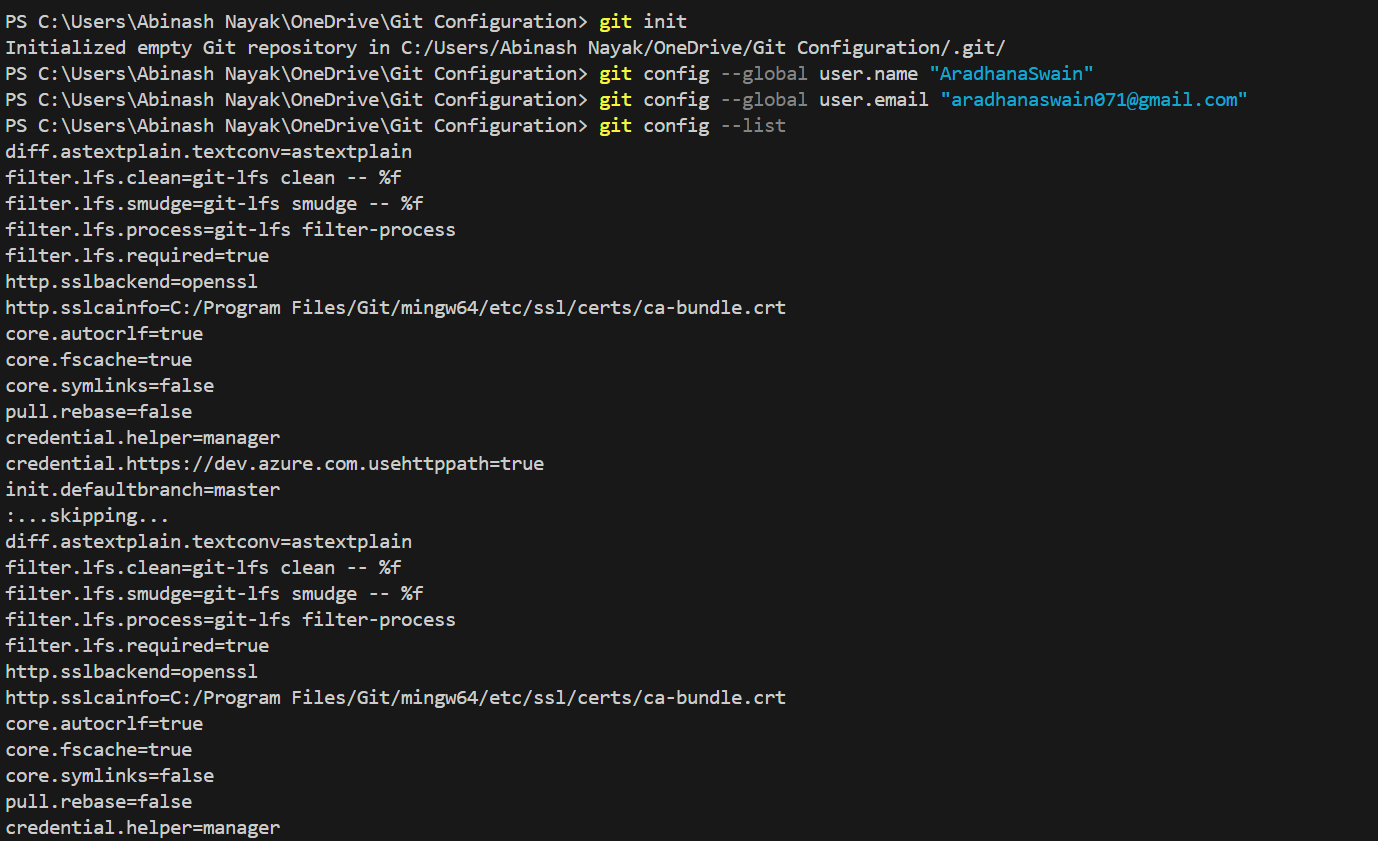 PS C:\Users\Abinash Nayak\OneDrive\Git Configuration> git init
Initialized empty Git repository in C:/Users/Abinash Nayak/OneDrive/Git Configuration/.git/
PS C:\Users\Abinash Nayak\OneDrive\Git Configuration> git config --global user.name "AradhanaSwain"
PS C:\Users\Abinash Nayak\OneDrive\Git Configuration> git config --global user.email "aradhanaswain071@gmail.com"
PS C:\Users\Abinash Nayak\OneDrive\Git Configuration> git config --list
diff.astextplain.textconv=astextplain
filter.lfs.clean=git-lfs clean -- %f
filter.lfs.smudge=git-lfs smudge -- %f
filter.lfs.process=git-lfs filter-process
filter.lfs.required=true
http.sslbackend=openssl
http.sslcainfo=C:/Program Files/Git/mingw64/etc/ssl/certs/ca-bundle.crt
core.autocrlf=true
core.fscache=true
core.symlinks=false
pull.rebase=false
credential.helper=manager
credential.https://dev.azure.com.usehttppath=true
init.defaultbranch=master
:...skipping...
diff.astextplain.textconv=astextplain
filter.lfs.clean=git-lfs clean -- %f
filter.lfs.smudge=git-lfs smudge -- %f
filter.lfs.process=git-lfs filter-process
filter.lfs.required=true
http.sslbackend=openssl
http.sslcainfo=C:/Program Files/Git/mingw64/etc/ssl/certs/ca-bundle.crt
core.autocrlf=true
core.fscache=true
core.symlinks=false
pull.rebase=false
credential.helper=manager